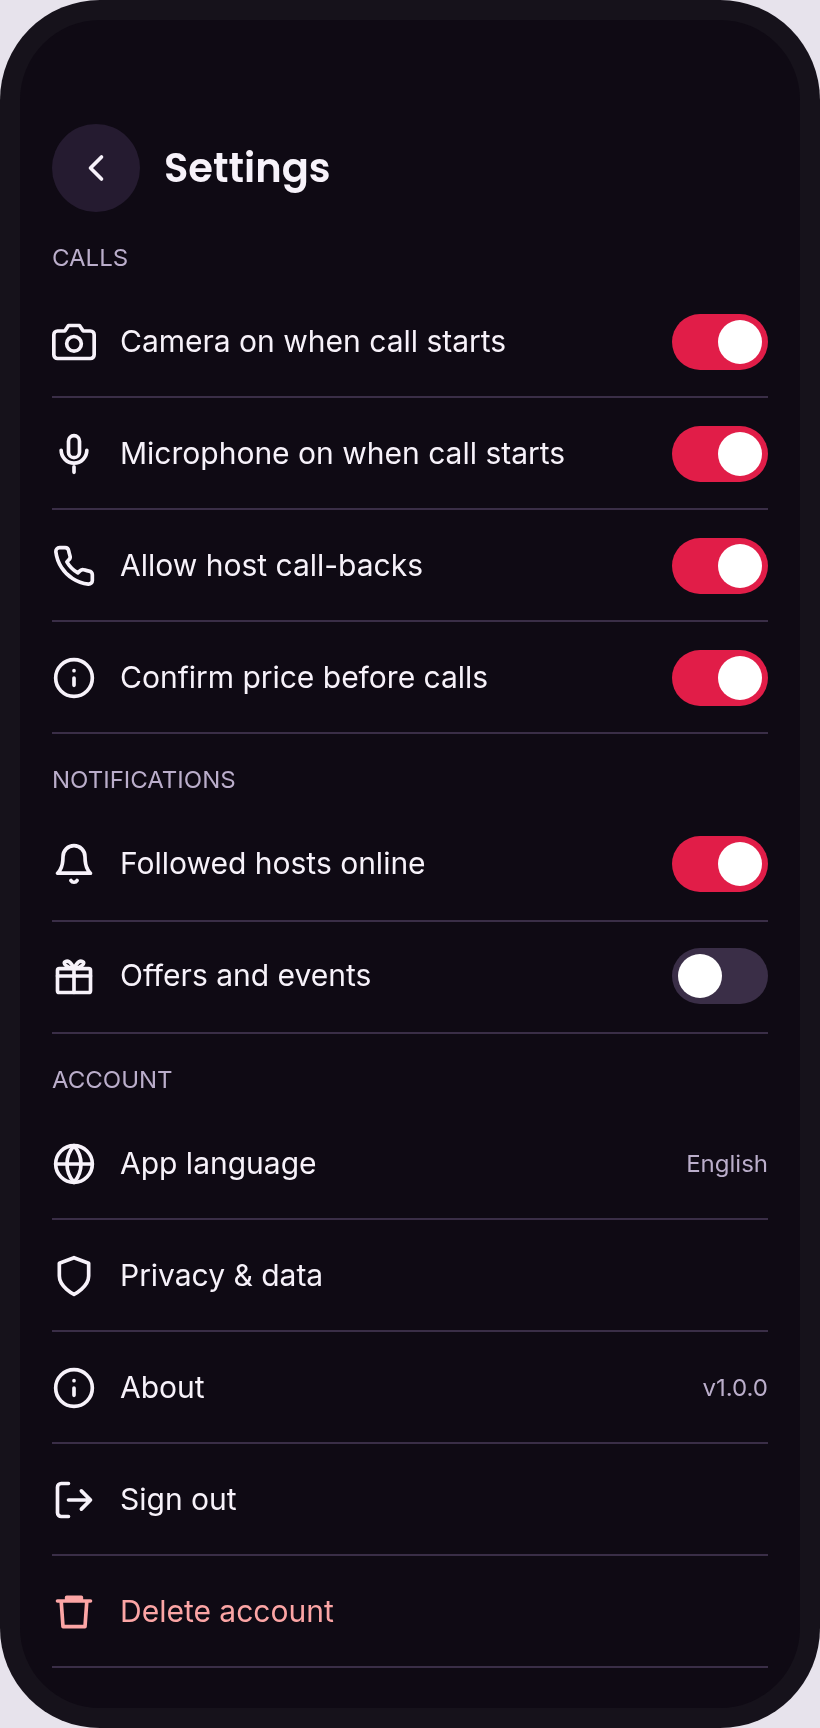 Settings
CALLS
Camera on when call starts
Microphone on when call starts
Allow host call-backs
Confirm price before calls
NOTIFICATIONS
Followed hosts online
Offers and events
ACCOUNT
App language English
Privacy & data
About v1.0.0
Sign out
Delete account